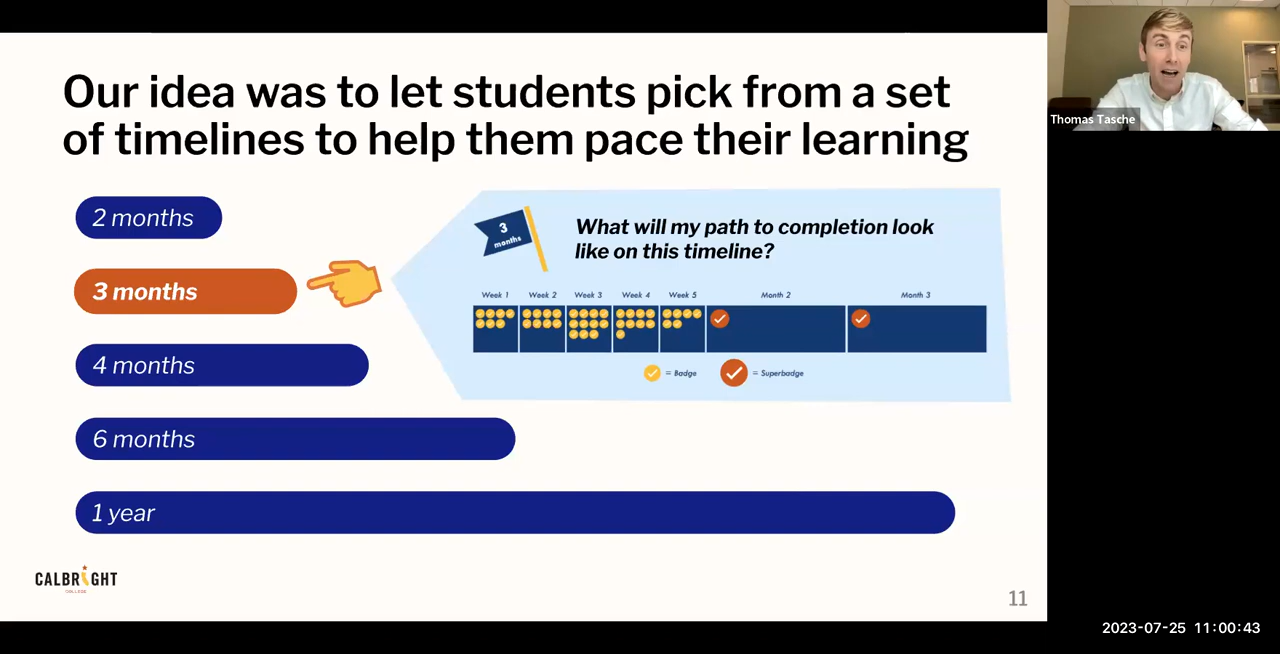 Our idea was to let students pick from a set
of timelines to help them pace their learning
Thomas Tasche
2 months
3 months
4 months
6 months
1 year
3
months
What will my path to completion look
like on this timeline?
Week 1 Week 2 Week 3 Week 4 Week 5 Month 2 Month 3
= Badge = Superbadge
CALBRIGHT
COLLEGE
11
2023-07-25 11:00:43